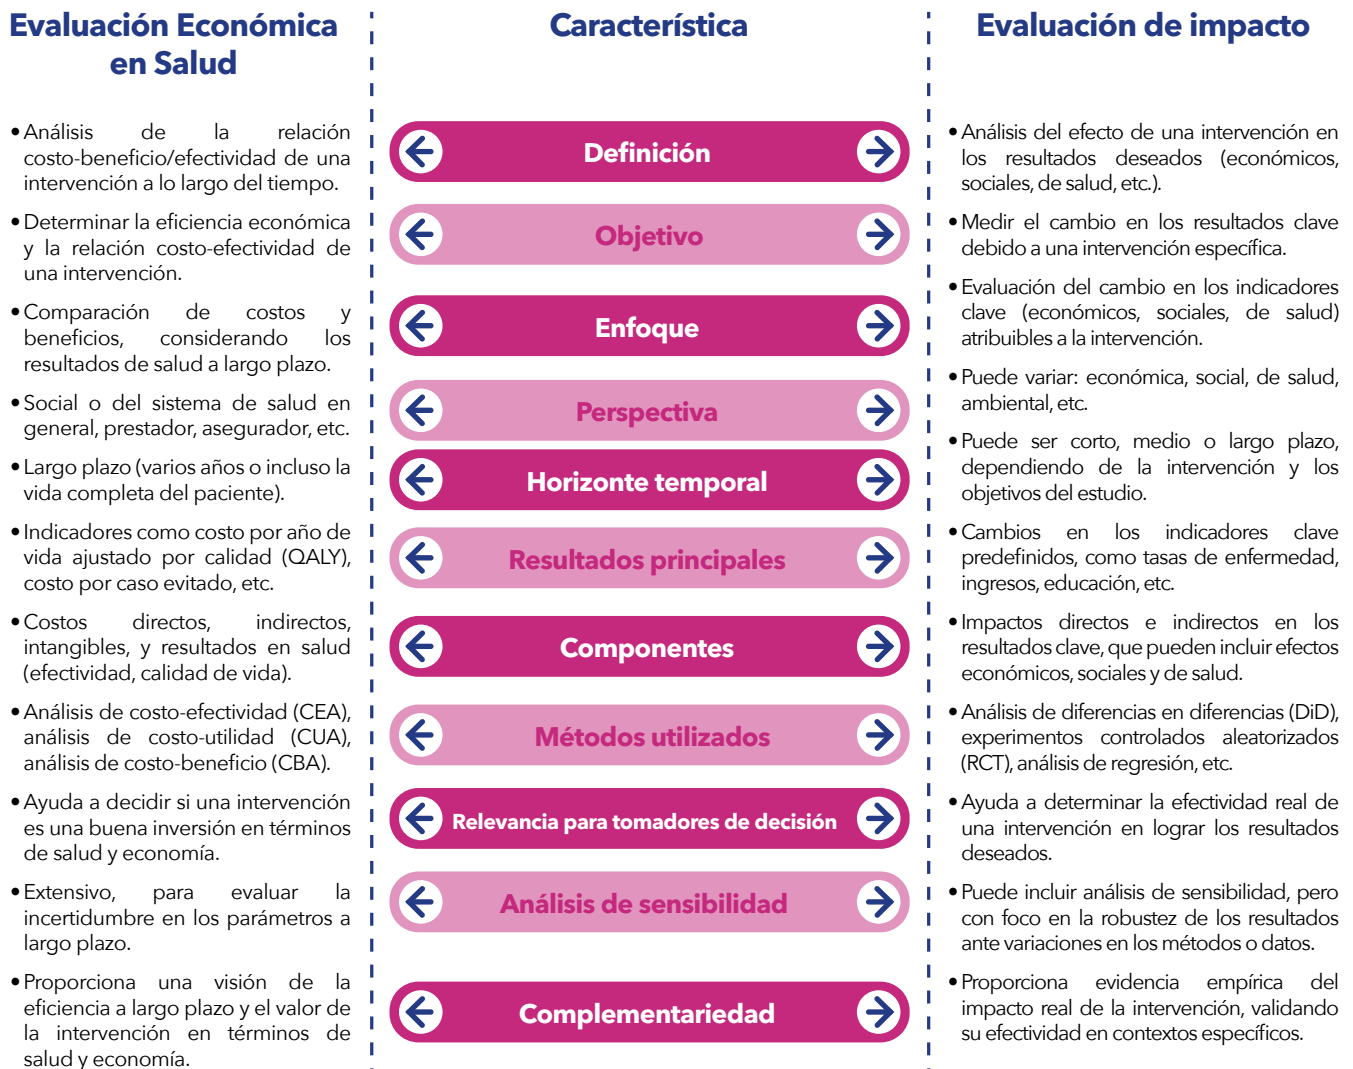 Evaluación Económica
en Salud
Característica
Evaluación de impacto
•Análisis de la relación
costo-beneficio/efectividad de una
intervención a lo largo del tiempo.
Definición
•Análisis del efecto de una intervención en
los resultados deseados (económicos,
sociales, de salud, etc.).
•Determinar la eficiencia económica
y la relación costo-efectividad de
una intervención.
Objetivo
•Medir el cambio en los resultados clave
debido a una intervención específica.
•Comparación de costos y
beneficios, considerando los
resultados de salud a largo plazo.
Enfoque
•Evaluación del cambio en los indicadores
clave (económicos, sociales, de salud)
atribuibles a la intervención.
•Social o del sistema de salud en
general, prestador, asegurador, etc.
Perspectiva
•Puede variar: económica, social, de salud,
ambiental, etc.
•Largo plazo (varios años o incluso la
vida completa del paciente).
Horizonte temporal
•Puede ser corto, medio o largo plazo,
dependiendo de la intervención y los
objetivos del estudio.
•Indicadores como costo por año de
vida ajustado por calidad (QALY),
costo por caso evitado, etc.
Resultados principales
•Cambios en los indicadores clave
predefinidos, como tasas de enfermedad,
ingresos, educación, etc.
•Costos directos, indirectos,
intangibles, y resultados en salud
(efectividad, calidad de vida).
Componentes
•Impactos directos e indirectos en los
resultados clave, que pueden incluir efectos
económicos, sociales y de salud.
•Análisis de costo-efectividad (CEA),
análisis de costo-utilidad (CUA),
análisis de costo-beneficio (CBA).
Métodos utilizados
•Análisis de diferencias en diferencias (DiD),
experimentos controlados aleatorizados
(RCT), análisis de regresión, etc.
•Ayuda a decidir si una intervención
es una buena inversión en términos
de salud y economía.
Relevancia para tomadores de decisión
•Ayuda a determinar la efectividad real de
una intervención en lograr los resultados
deseados.
•Extensivo, para evaluar la
incertidumbre en los parámetros a
largo plazo.
Análisis de sensibilidad
•Puede incluir análisis de sensibilidad, pero
con foco en la robustez de los resultados
ante variaciones en los métodos o datos.
•Proporciona una visión de la
eficiencia a largo plazo y el valor de
la intervención en términos de
salud y economía.
Complementariedad
•Proporciona evidencia empírica del
impacto real de la intervención, validando
su efectividad en contextos específicos.